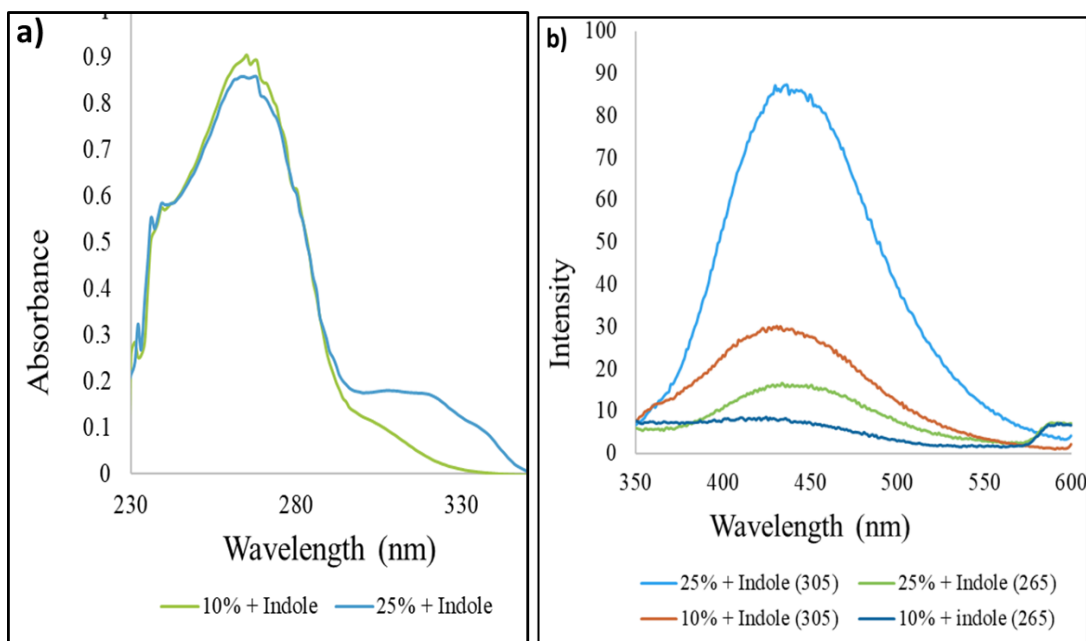 a)
1
0.9
0.8
0.7
0.6
0.5
0.4
0.3
0.2
0.1
0
Absorbance
230 280 330
Wavelength (nm)
10% + Indole 25% + Indole
b)
100
90
80
70
60
50
40
30
20
10
0
Intensity
350 400 450 500 550 600
Wavelength (nm)
25% + Indole (305) 25% + Indole (265)
10% + Indole (305) 10% + indole (265)